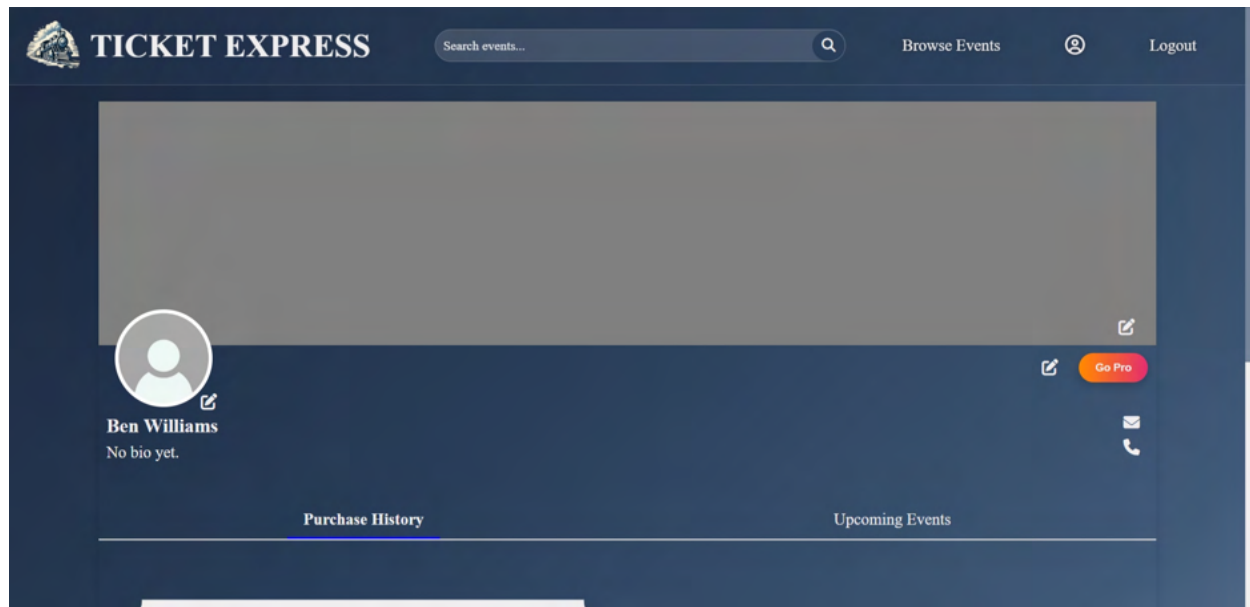 TICKET EXPRESS
Search events...
Browse Events
Logout
Go Pro
Ben Williams
No bio yet.
Purchase History
Upcoming Events